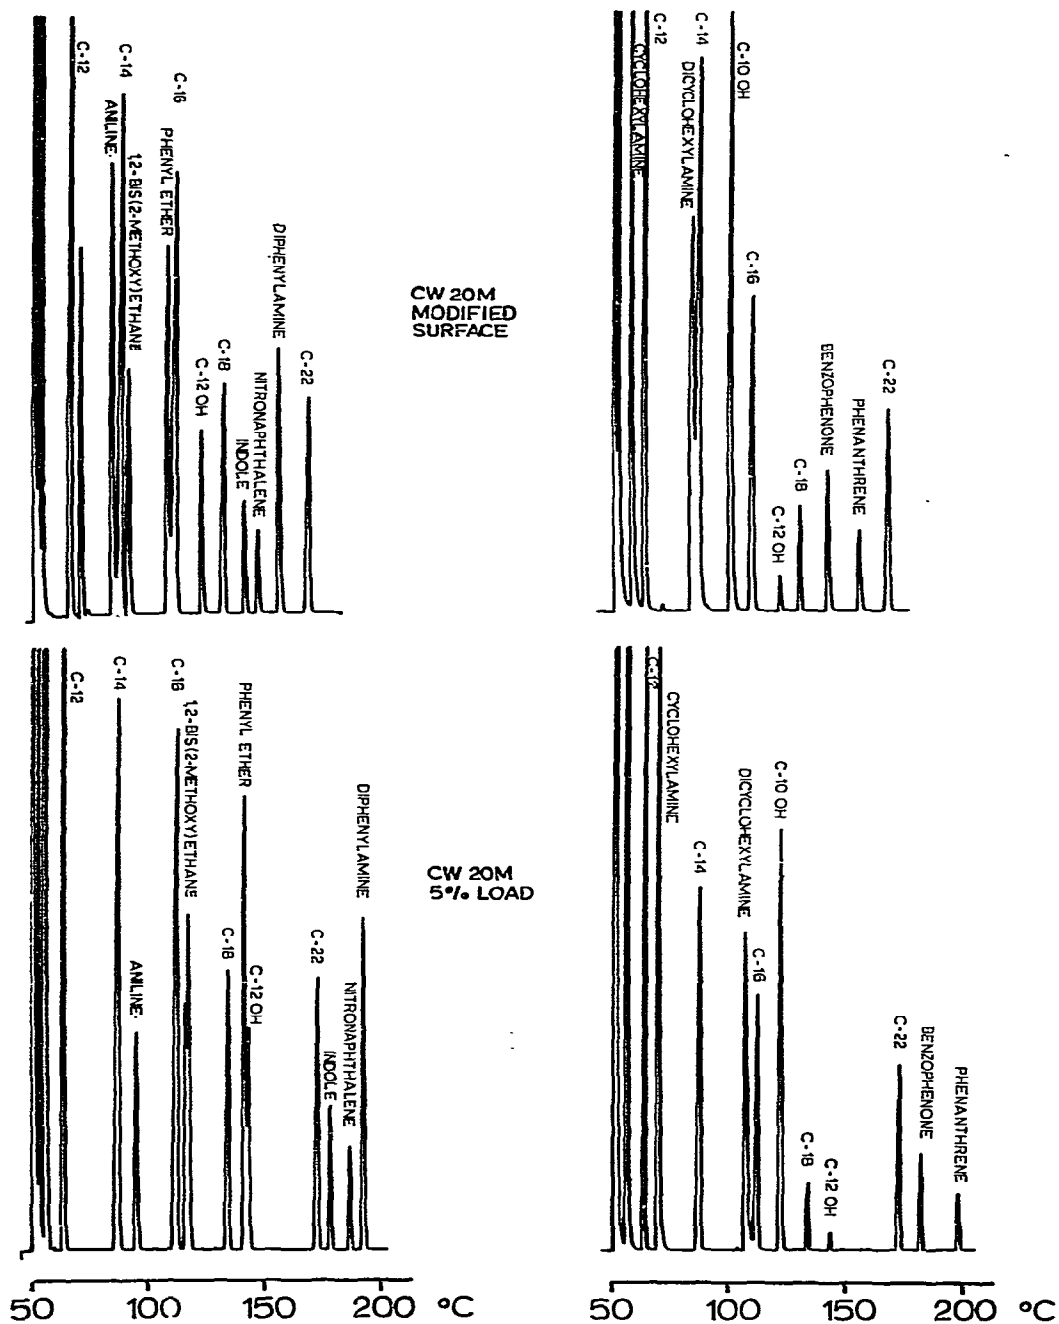 C-12
C-14
ANILINE
1,2-BIS(2-METHOXY)ETHANE
PHENYL ETHER
C-16
C-12 OH
C-18
INDOLE
NITRONAPHTHALENE
DIPHENYLAMINE
C-22
CW 20M
MODIFIED
SURFACE
CYCLOHEXYLAMINE
C-12
DICYCLOHEXYLAMINE
C-14
C-10 OH
C-16
C-12 OH
C-18
BENZOPHENONE
PHENANTHRENE
C-22
C-12
C-14
ANILINE
C-16
1,2-BIS(2-METHOXY)ETHANE
C-18
PHENYL ETHER
C-12 OH
C-22
INDOLE
NITRONAPHTHALENE
DIPHENYLAMINE
CW 20M
5% LOAD
C-12
CYCLOHEXYLAMINE
C-14
DICYCLOHEXYLAMINE
C-16
C-10 OH
C-18
C-12 OH
C-22
BENZOPHENONE
PHENANTHRENE
50 100 150 200 °C
50 100 150 200 °C